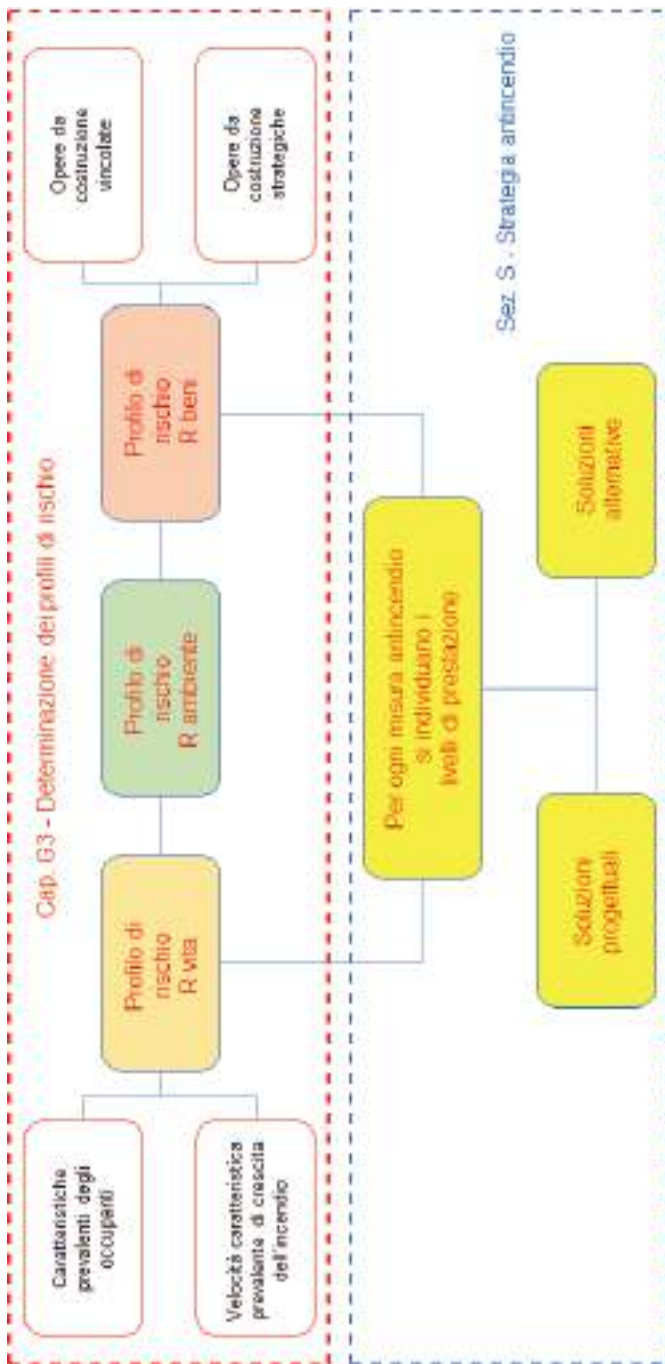 Cap. G3 - Determinazione dei profili di rischio
Caratteristiche
prevalenti degli
occupanti
Velocità caratteristica
prevalente di crescita
dell'incendio
Profilo di
rischio
R vita
Profilo di
rischio
R ambiente
Profilo di
rischio
R beni
Opere da
costruzione
vincolate
Opere da
costruzione
strategiche
Per ogni misura antincendio
si individuano i
livelli di prestazione
Sez. S - Strategia antincendio
Soluzioni
progettuali
Soluzioni
alternative